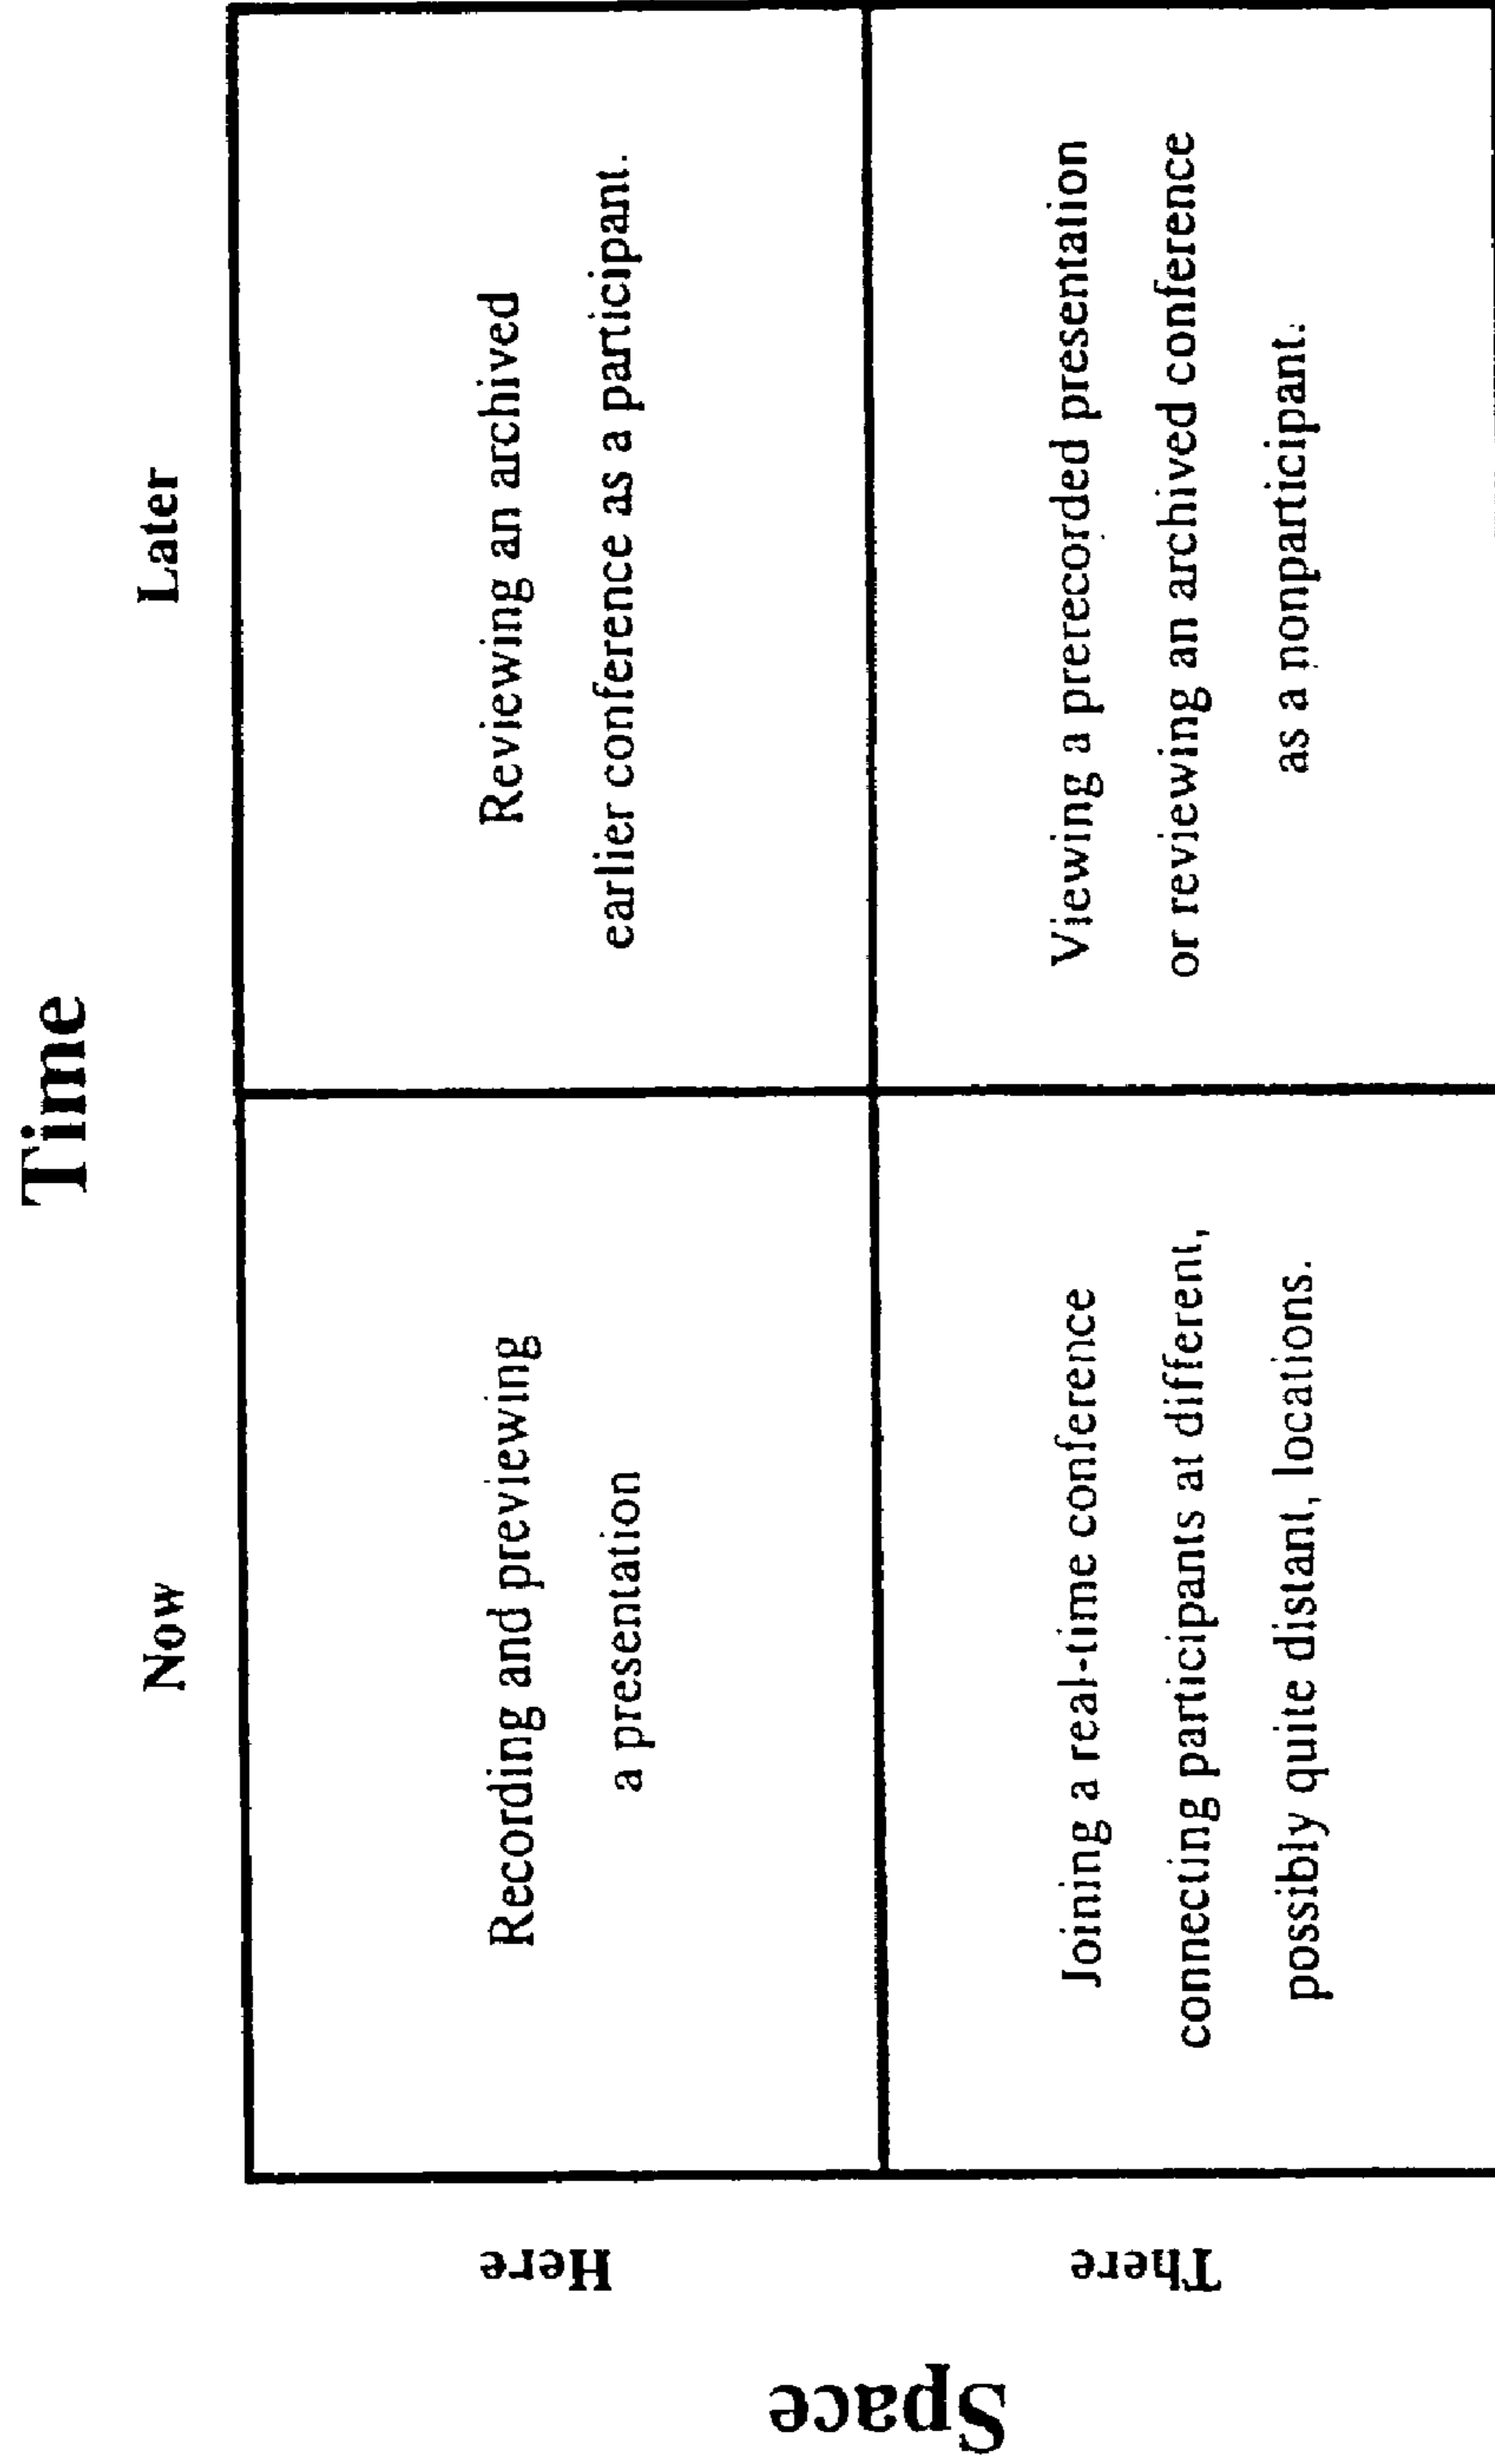 Time
Now
Later
Space
Here
Recording and previewing
a presentation
Reviewing an archived
earlier conference as a participant.
There
Joining a real-time conference
connecting participants at different,
possibly quite distant, locations.
Viewing a prerecorded presentation
or reviewing an archived conference
as a nonparticipant.